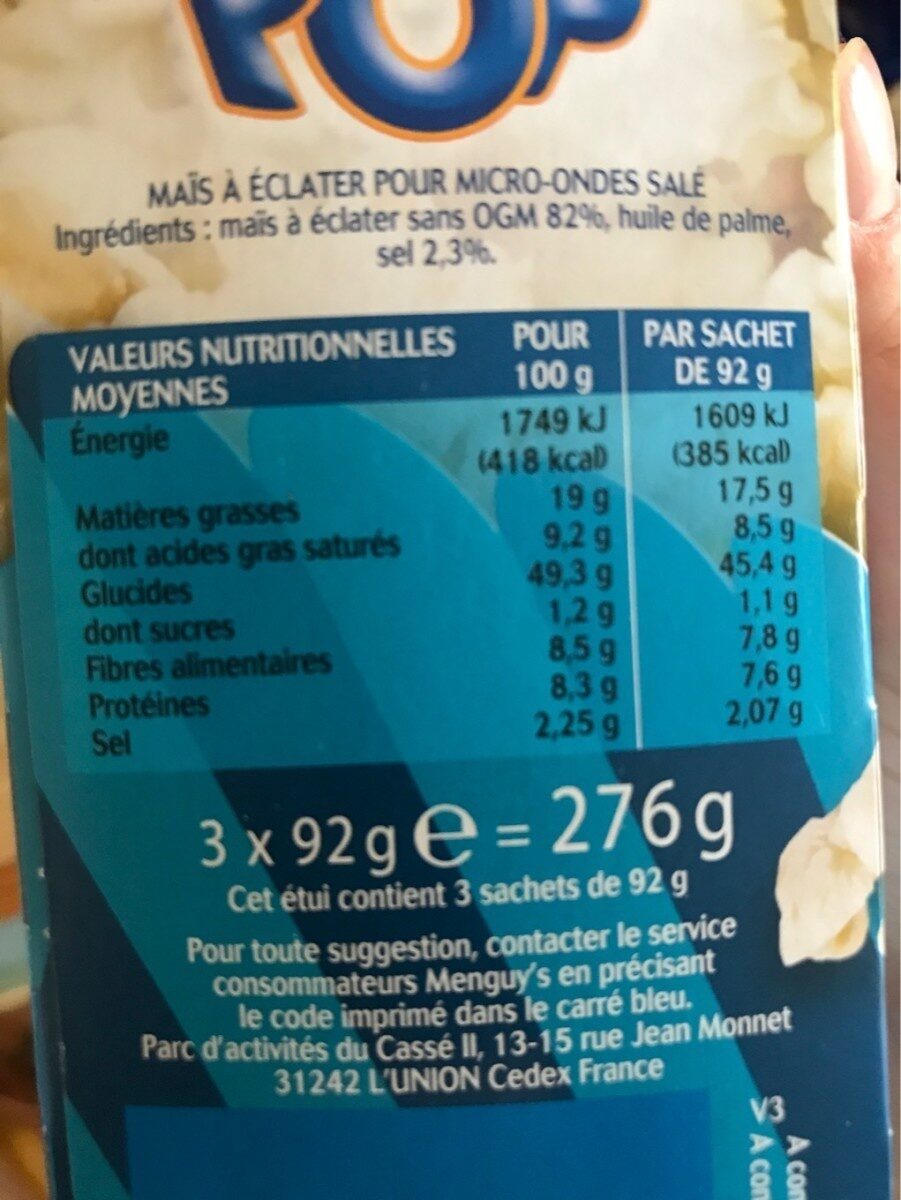 POP
MAÏS À ÉCLATER POUR MICRO-ONDES SALÉ
Ingrédients : maïs à éclater sans OGM 82%, huile de palme,
sel 2,3%.
VALEURS NUTRITIONNELLES MOYENNES POUR 100 g PAR SACHET DE 92 g
Énergie 1749 kJ 1609 kJ
(418 kcal) (385 kcal)
Matières grasses 19 g 17,5 g
dont acides gras saturés 9,2 g 8,5 g
Glucides 49,3 g 45,4 g
dont sucres 1,2 g 1,1 g
Fibres alimentaires 8,5 g 7,8 g
Protéines 8,3 g 7,6 g
Sel 2,25 g 2,07 g
3 x 92g e = 276g
Cet étui contient 3 sachets de 92 g
Pour toute suggestion, contacter le service
consommateurs Menguy's en précisant
le code imprimé dans le carré bleu.
Parc d'activités du Cassé II, 13-15 rue Jean Monnet
31242 L'UNION Cedex France
V3
A
A